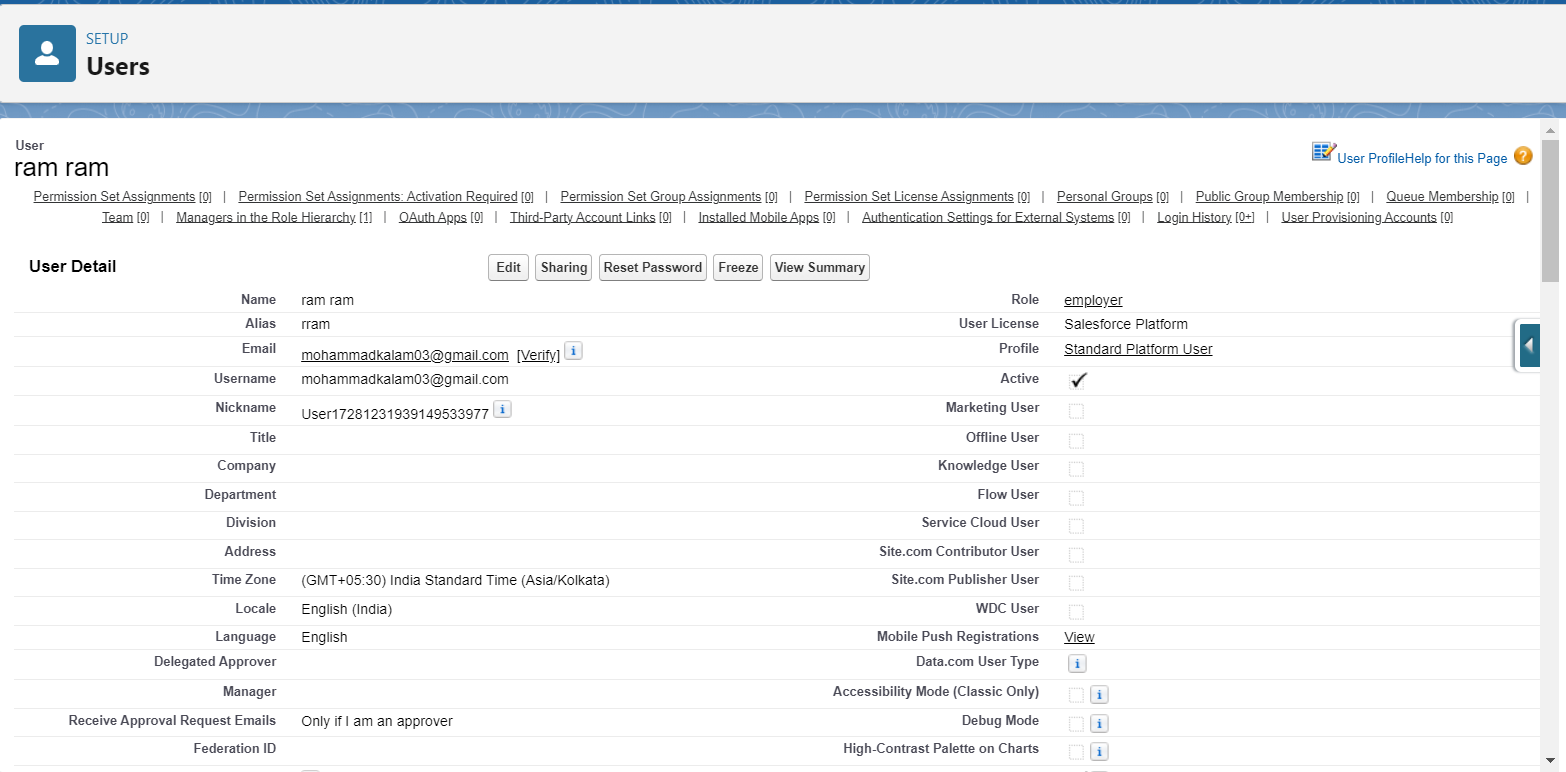 SETUP
Users
User
ram ram
User Profile Help for this Page ?
Permission Set Assignments [0] | Permission Set Assignments: Activation Required [0] | Permission Set Group Assignments [0] | Permission Set License Assignments [0] | Personal Groups [0] | Public Group Membership [0] | Queue Membership [0] |
Team [0] | Managers in the Role Hierarchy [1] | OAuth Apps [0] | Third-Party Account Links [0] | Installed Mobile Apps [0] | Authentication Settings for External Systems [0] | Login History [0+] | User Provisioning Accounts [0]
User Detail Edit Sharing Reset Password Freeze View Summary
Name ram ram Role employer
Alias rram User License Salesforce Platform
Email mohammadkalam03@gmail.com [Verify] i Profile Standard Platform User
Username mohammadkalam03@gmail.com Active
Nickname User17281231939149533977 i Marketing User
Title Offline User
Company Knowledge User
Department Flow User
Division Service Cloud User
Address Site.com Contributor User
Time Zone (GMT+05:30) India Standard Time (Asia/Kolkata) Site.com Publisher User
Locale English (India) WDC User
Language English Mobile Push Registrations View
Delegated Approver Data.com User Type i
Manager Accessibility Mode (Classic Only) i
Receive Approval Request Emails Only if I am an approver Debug Mode i
Federation ID High-Contrast Palette on Charts i